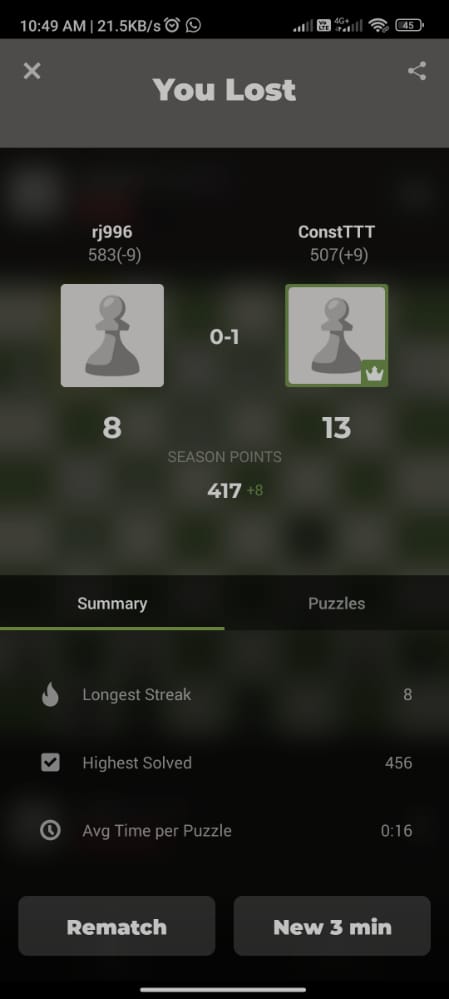 10:49 AM | 21.5KB/s
4G+
45
You Lost
rj996
583(-9)
ConstTTT
507(+9)
0-1
8
13
SEASON POINTS
417 +8
Summary
Puzzles
Longest Streak
8
Highest Solved
456
Avg Time per Puzzle
0:16
Rematch
New 3 min